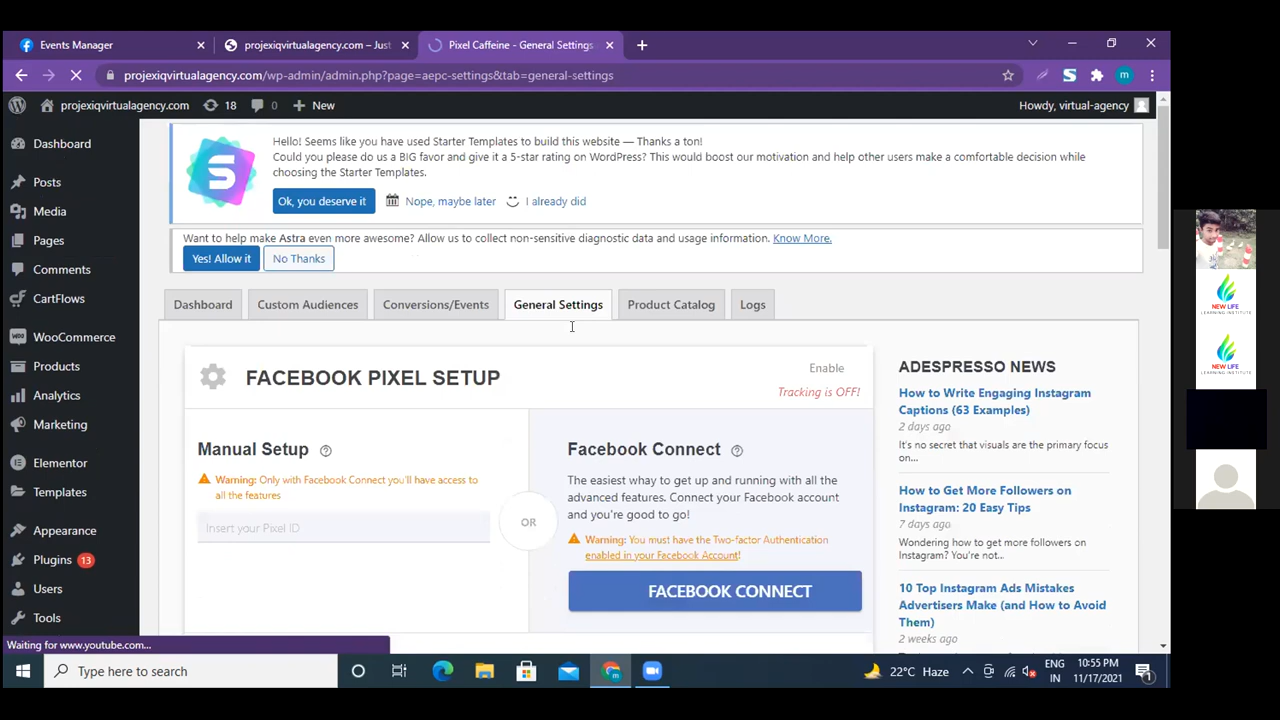 Events Manager
projexiqvirtualagency.com – Just
Pixel Caffeine - General Settings
projexiqvirtualagency.com/wp-admin/admin.php?page=aepc-settings&tab=general-settings
m
projexiqvirtualagency.com
18
0
New
Howdy, virtual-agency
Dashboard
Posts
Media
Pages
Comments
CartFlows
WooCommerce
Products
Analytics
Marketing
Elementor
Templates
Appearance
Plugins 13
Users
Tools
Hello! Seems like you have used Starter Templates to build this website — Thanks a ton!
Could you please do us a BIG favor and give it a 5-star rating on WordPress? This would boost our motivation and help other users make a comfortable decision while
choosing the Starter Templates.
Ok, you deserve it
Nope, maybe later
I already did
Want to help make Astra even more awesome? Allow us to collect non-sensitive diagnostic data and usage information. Know More.
Yes! Allow it
No Thanks
Dashboard
Custom Audiences
Conversions/Events
General Settings
Product Catalog
Logs
FACEBOOK PIXEL SETUP
Enable
Tracking is OFF!
Manual Setup
Warning: Only with Facebook Connect you'll have access to
all the features
Insert your Pixel ID
OR
Facebook Connect
The easiest whay to get up and running with all the
advanced features. Connect your Facebook account
and you're good to go!
Warning: You must have the Two-factor Authentication
enabled in your Facebook Account!
FACEBOOK CONNECT
ADESPRESSO NEWS
How to Write Engaging Instagram
Captions (63 Examples)
2 days ago
It's no secret that visuals are the primary focus
on...
How to Get More Followers on
Instagram: 20 Easy Tips
7 days ago
Wondering how to get more followers on
Instagram? You're not...
10 Top Instagram Ads Mistakes
Advertisers Make (and How to Avoid
Them)
2 weeks ago
NEW LIFE
LEARNING INSTITUTE
NEW LIFE
LEARNING INSTITUTE
Waiting for www.youtube.com...
Type here to search
22°C Haze
ENG
IN
10:55 PM
11/17/2021
1